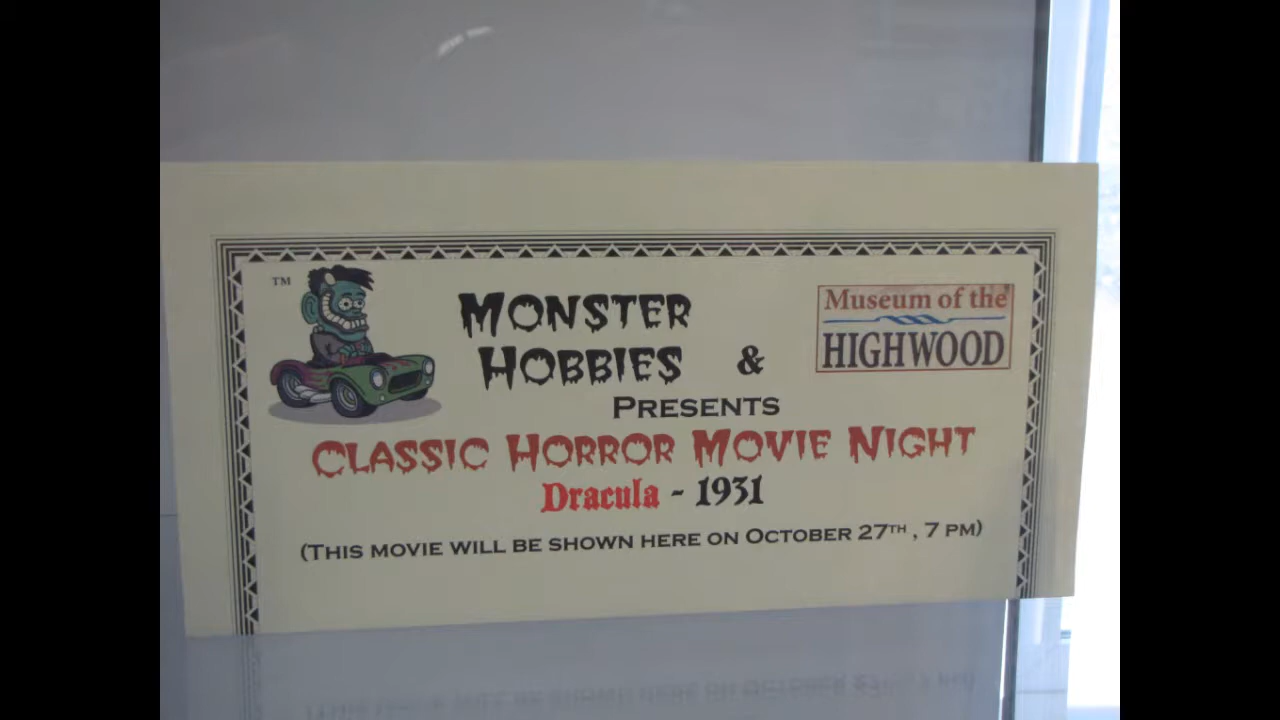 TM
MONSTER
HOBBIES &
Museum of the
HIGHWOOD
PRESENTS
CLASSIC HORROR MOVIE NIGHT
Dracula - 1931
(THIS MOVIE WILL BE SHOWN HERE ON OCTOBER 27TH, 7 PM)